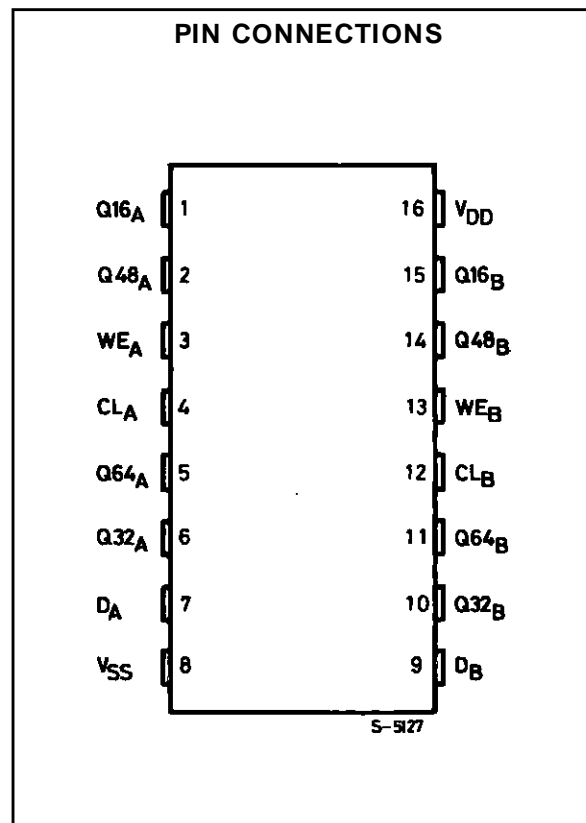 PIN CONNECTIONS
Q16A 1 16 VDD
Q48A 2 15 Q16B
WEA 3 14 Q48B
CLA 4 13 WEB
Q64A 5 12 CLB
Q32A 6 11 Q64B
DA 7 10 Q32B
VSS 8 9 DB
S-5127